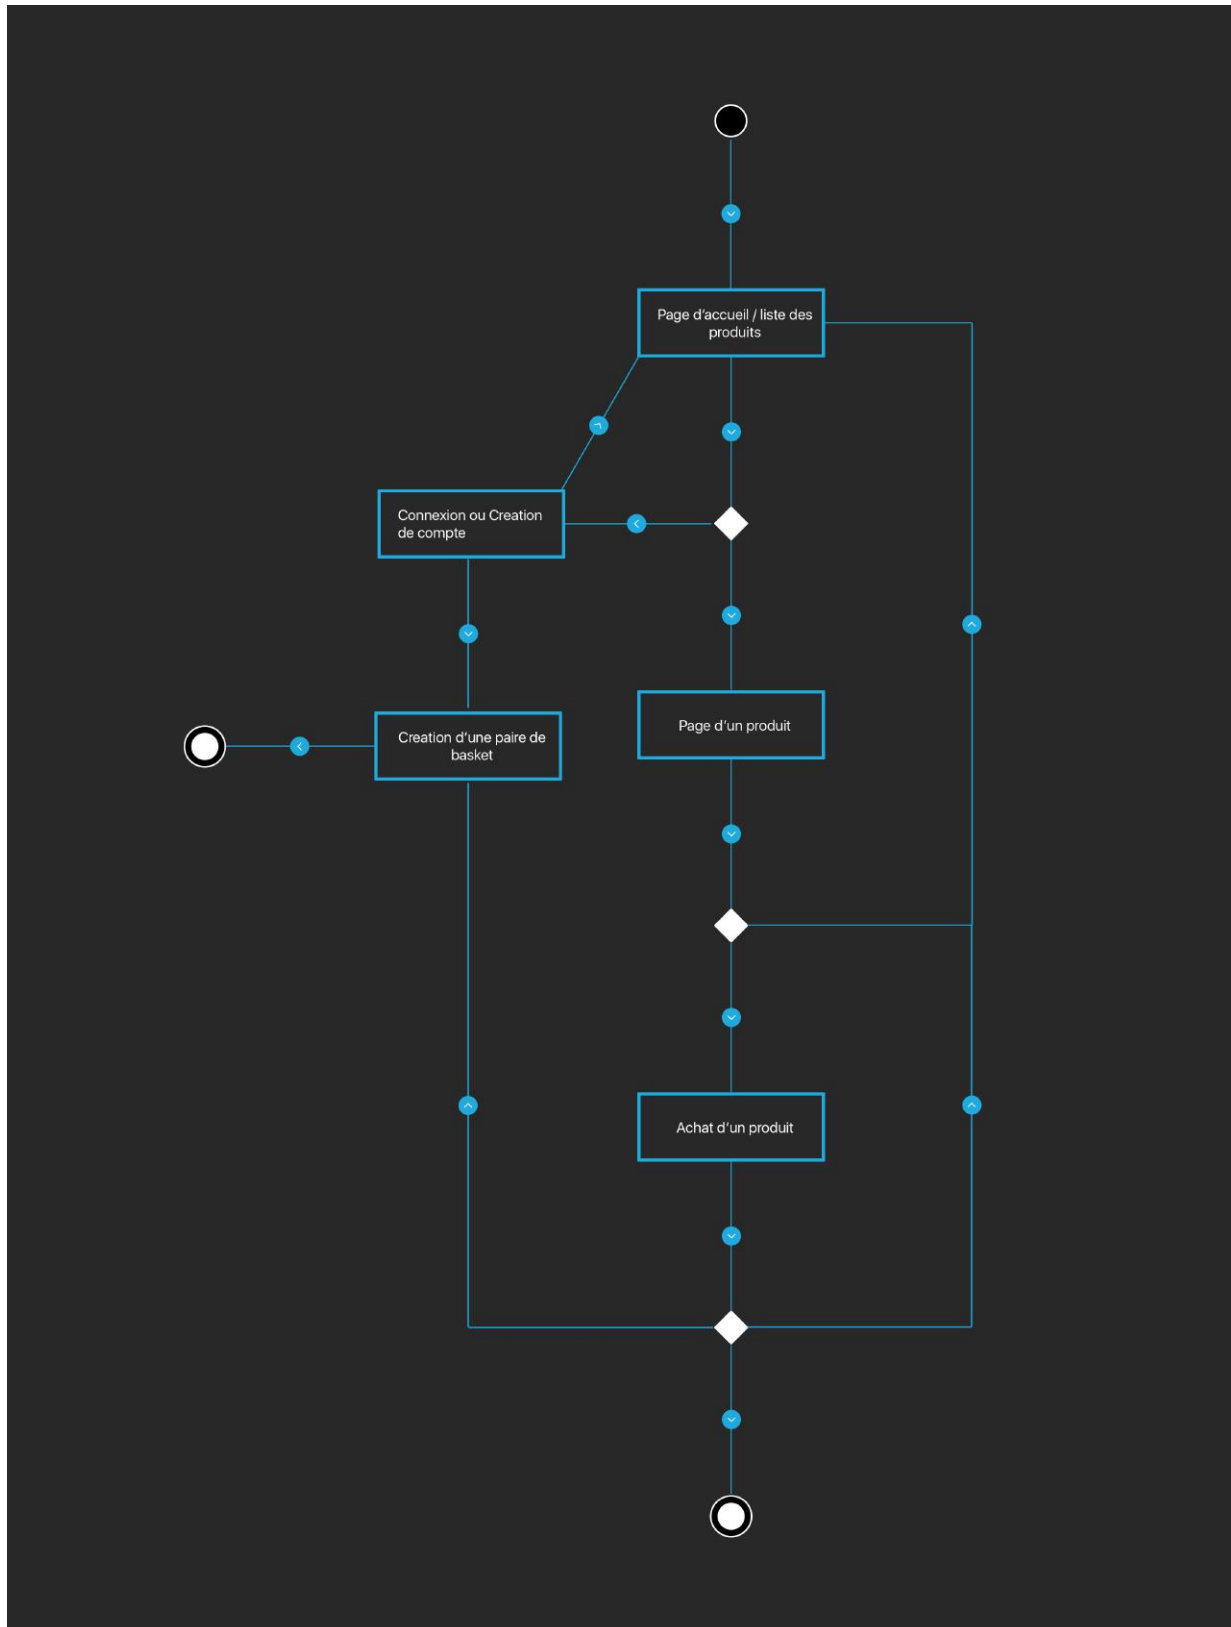 Page d'accueil / liste des
produits
Connexion ou Creation
de compte
Page d'un produit
Creation d'une paire de
basket
Achat d'un produit